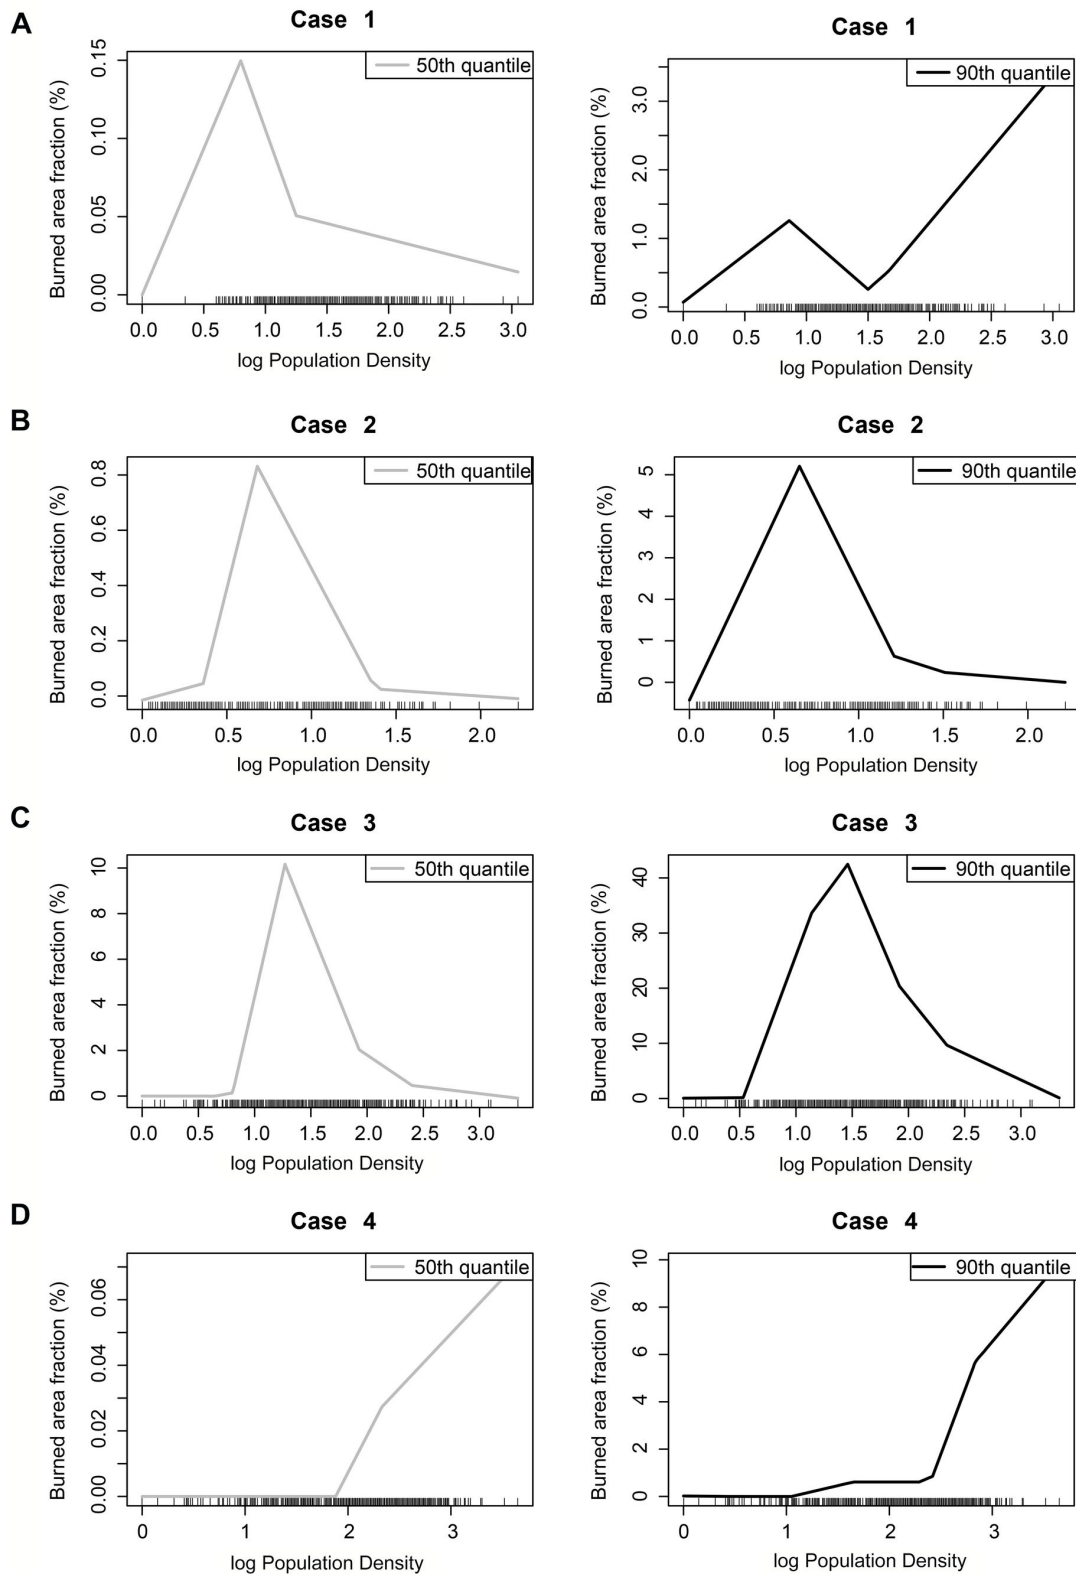 A
Case 1
50th quantile
Burned area fraction (%)
0.00 0.05 0.10 0.15
0.0 0.5 1.0 1.5 2.0 2.5 3.0
log Population Density
Case 1
90th quantile
Burned area fraction (%)
0.0 1.0 2.0 3.0
0.0 0.5 1.0 1.5 2.0 2.5 3.0
log Population Density
B
Case 2
50th quantile
Burned area fraction (%)
0.0 0.2 0.4 0.6 0.8
0.0 0.5 1.0 1.5 2.0
log Population Density
Case 2
90th quantile
Burned area fraction (%)
0 1 2 3 4 5
0.0 0.5 1.0 1.5 2.0
log Population Density
C
Case 3
50th quantile
Burned area fraction (%)
0 2 4 6 8 10
0.0 0.5 1.0 1.5 2.0 2.5 3.0
log Population Density
Case 3
90th quantile
Burned area fraction (%)
0 10 20 30 40
0.0 0.5 1.0 1.5 2.0 2.5 3.0
log Population Density
D
Case 4
50th quantile
Burned area fraction (%)
0.00 0.02 0.04 0.06
0 1 2 3
log Population Density
Case 4
90th quantile
Burned area fraction (%)
0 2 4 6 8 10
0 1 2 3
log Population Density